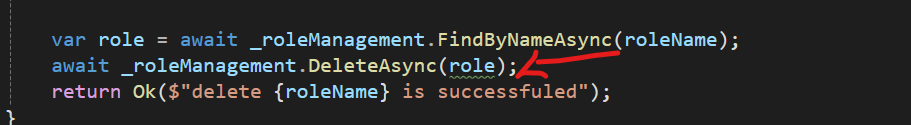 var role = await _roleManagement.FindByNameAsync(roleName);
await _roleManagement.DeleteAsync(role);
return Ok($"delete {roleName} is successfuled");
}